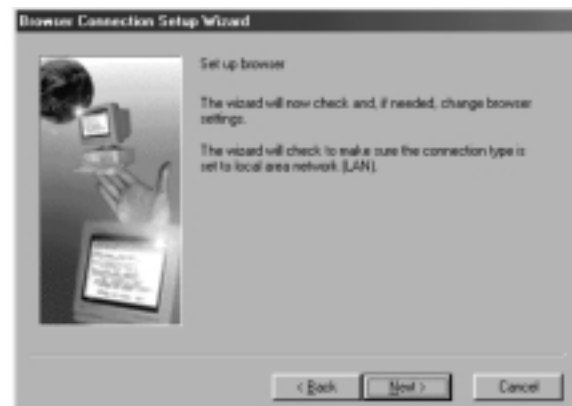 Browser Connection Setup Wizard
Set up browser
The wizard will now check and, if needed, change browser
settings.
The wizard will check to make sure the connection type is
set to local area network (LAN).
< Back
Next >
Cancel